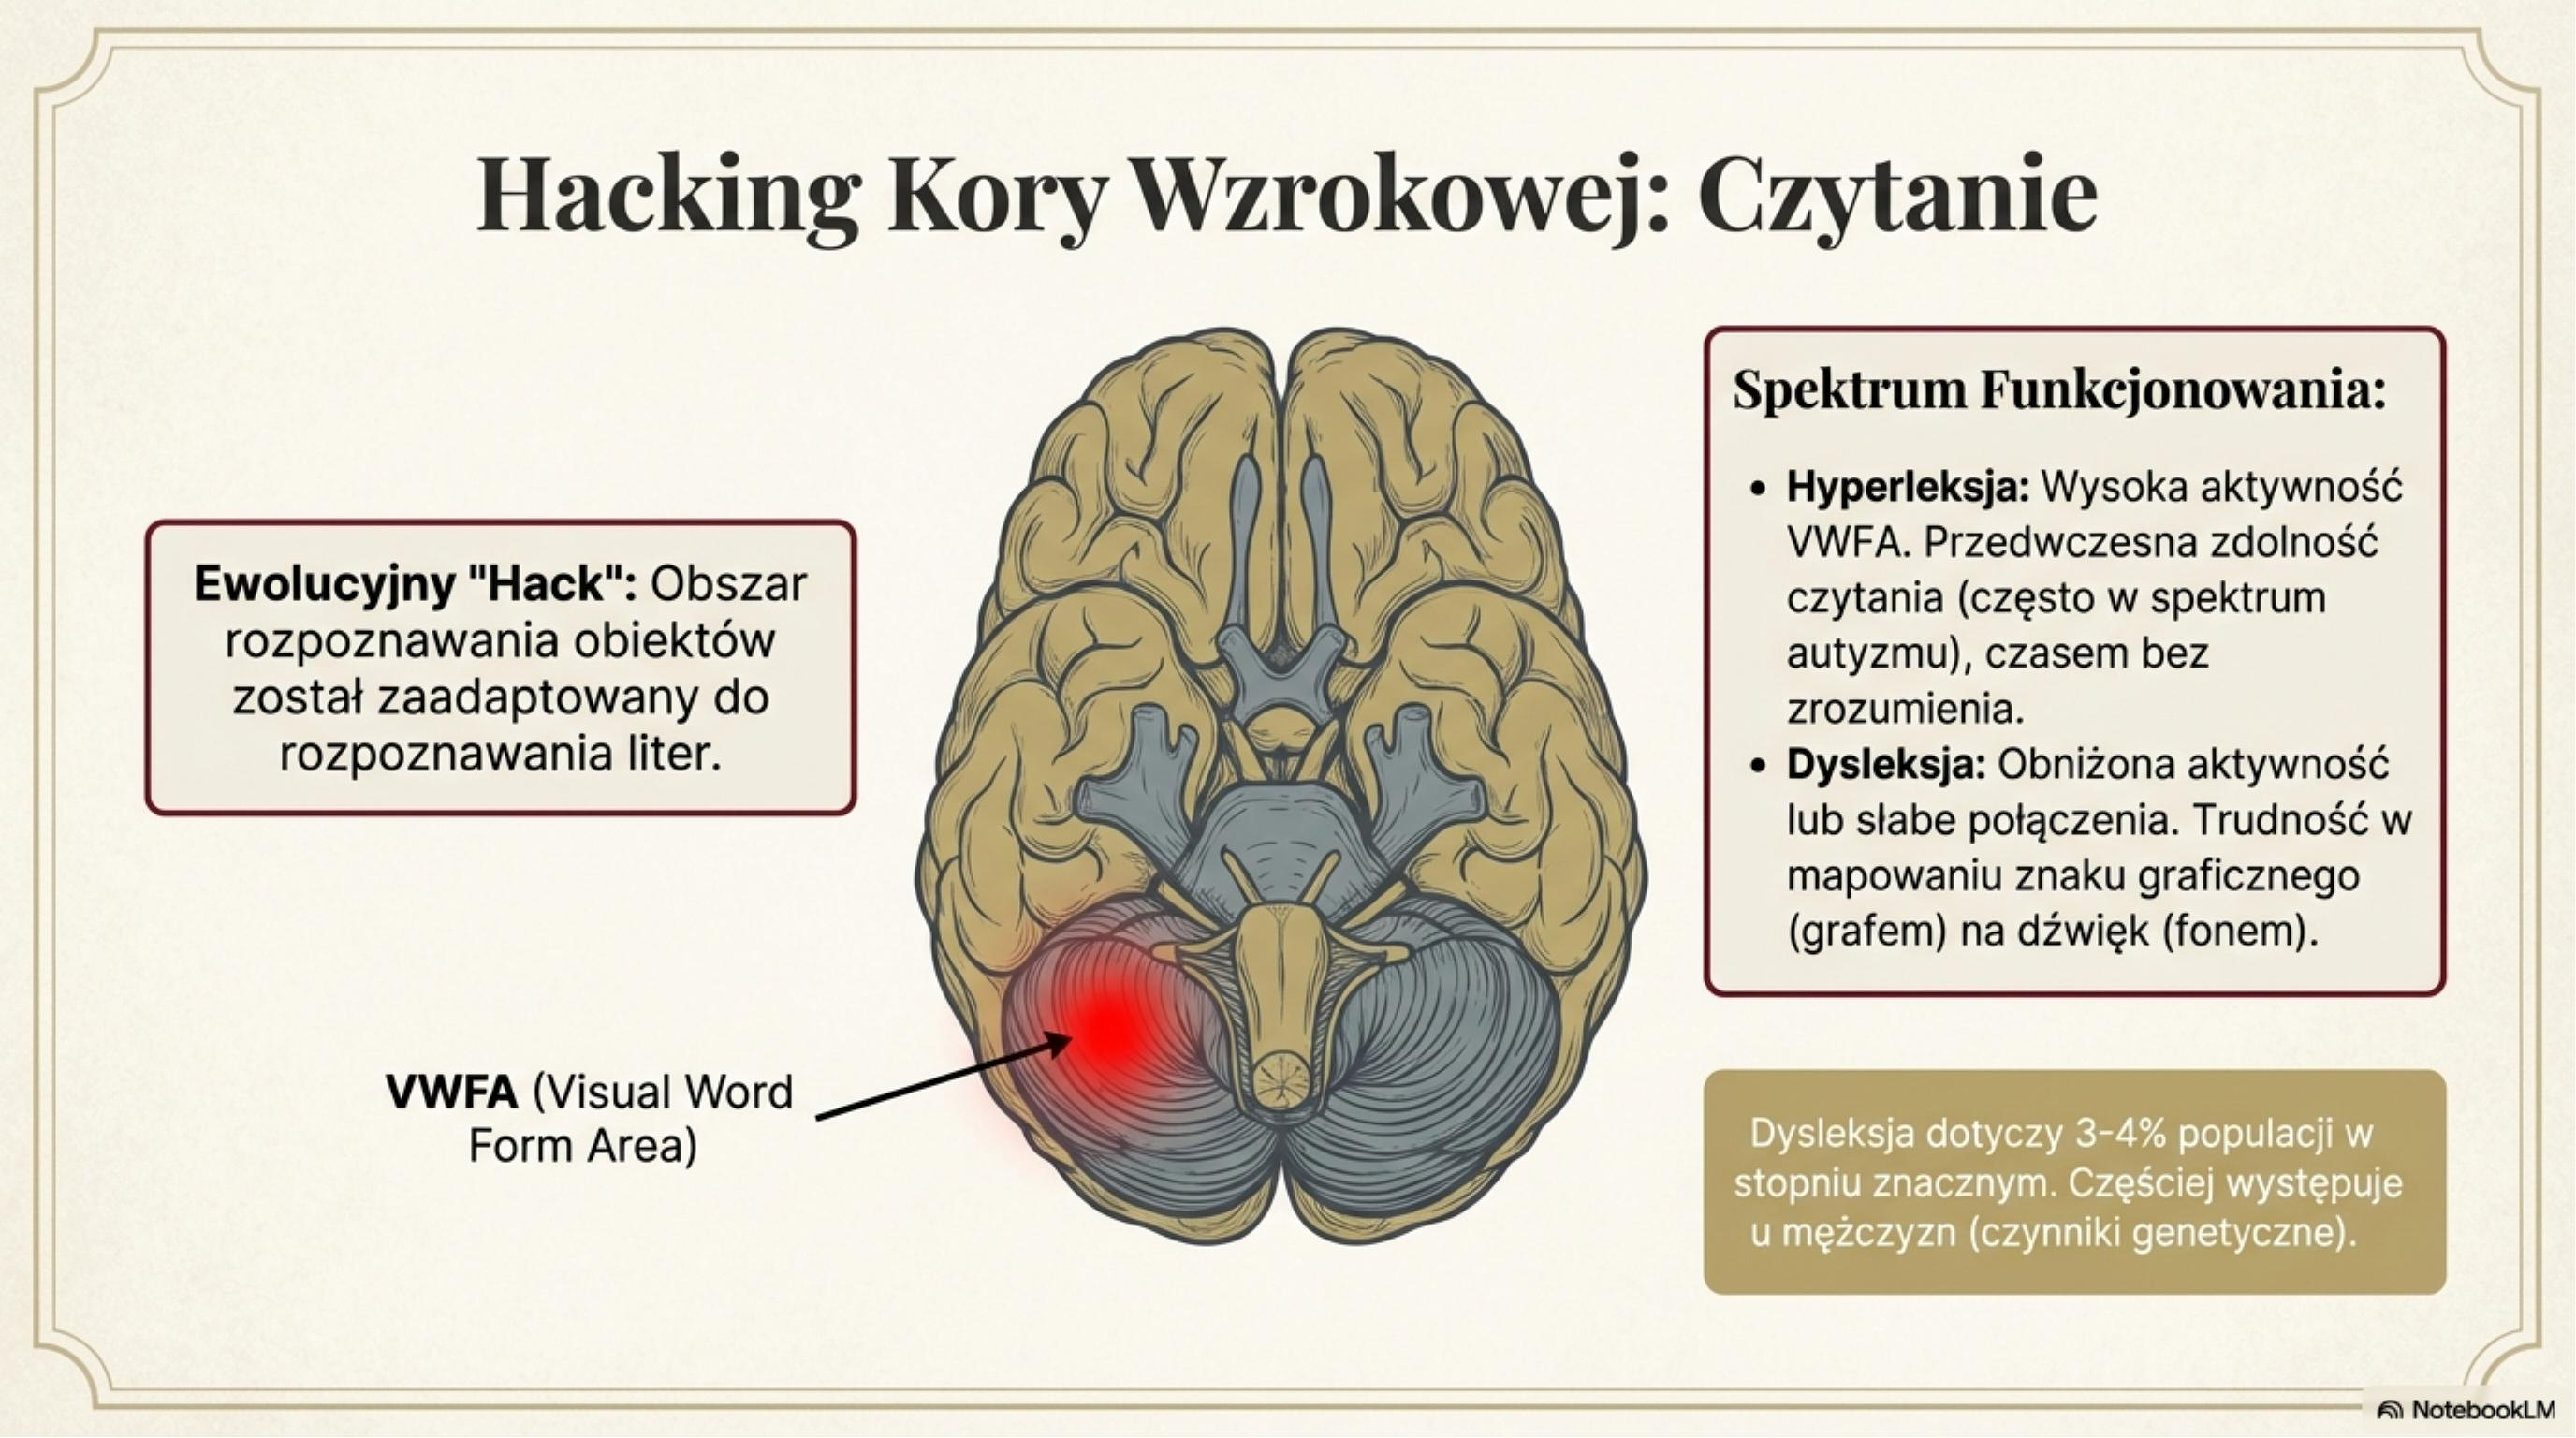 Hacking Kory Wzrokowej: Czytanie
Ewolucyjny "Hack": Obszar
rozpoznawania obiektów
został zaadaptowany do
rozpoznawania liter.
VWFA (Visual Word
Form Area)
Spektrum Funkcjonowania:
• Hyperleksja: Wysoka aktywność
VWFA. Przedwczesna zdolność
czytania (często w spektrum
autyzmu), czasem bez
zrozumienia.
• Dysleksja: Obniżona aktywność
lub słabe połączenia. Trudność w
mapowaniu znaku graficznego
(grafem) na dźwięk (fonem).
Dysleksja dotyczy 3-4% populacji w
stopniu znacznym. Częściej występuje
u mężczyzn (czynniki genetyczne).
NotebookLM